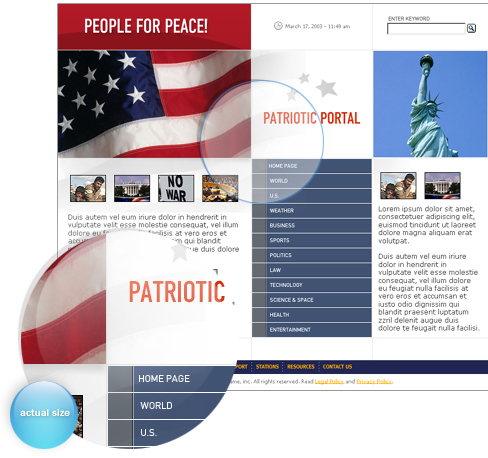 PEOPLE FOR PEACE!
March 17, 2003 - 11:49 am
ENTER KEYWORD
PATRIOTIC PORTAL
HOME PAGE
WORLD
U.S.
WEATHER
BUSINESS
SPORTS
POLITICS
LAW
TECHNOLOGY
SCIENCE & SPACE
HEALTH
ENTERTAINMENT
NO
WAR
Duis autem vel eum iriure dolor in hendrerit in
vulputate velit esse molestie consequat, vel illum
dolore eu facilisis at vero eros et
accumsan qui blandit
duis dolore
Lorem ipsum dolor sit amet,
consectetuer adipiscing elit,
euismod tincidunt ut laoreet
dolore magna aliquam erat
volutpat.
Duis autem vel eum iriure
dolor in hendrerit in
vulputate velit esse molestie
consequat, vel illum dolore
eu feugiat nulla facilisis at
vero eros et accumsan et
iusto odio dignissim qui
blandit praesent luptatum
zzril delenit augue duis
dolore te feugait nulla facilisi.
PATRIOTIC
HOME PAGE
WORLD
U.S.
actual size
PORT STATIONS RESOURCES CONTACT US
ame, inc. All rights reserved. Read Legal Policy and Privacy Policy.